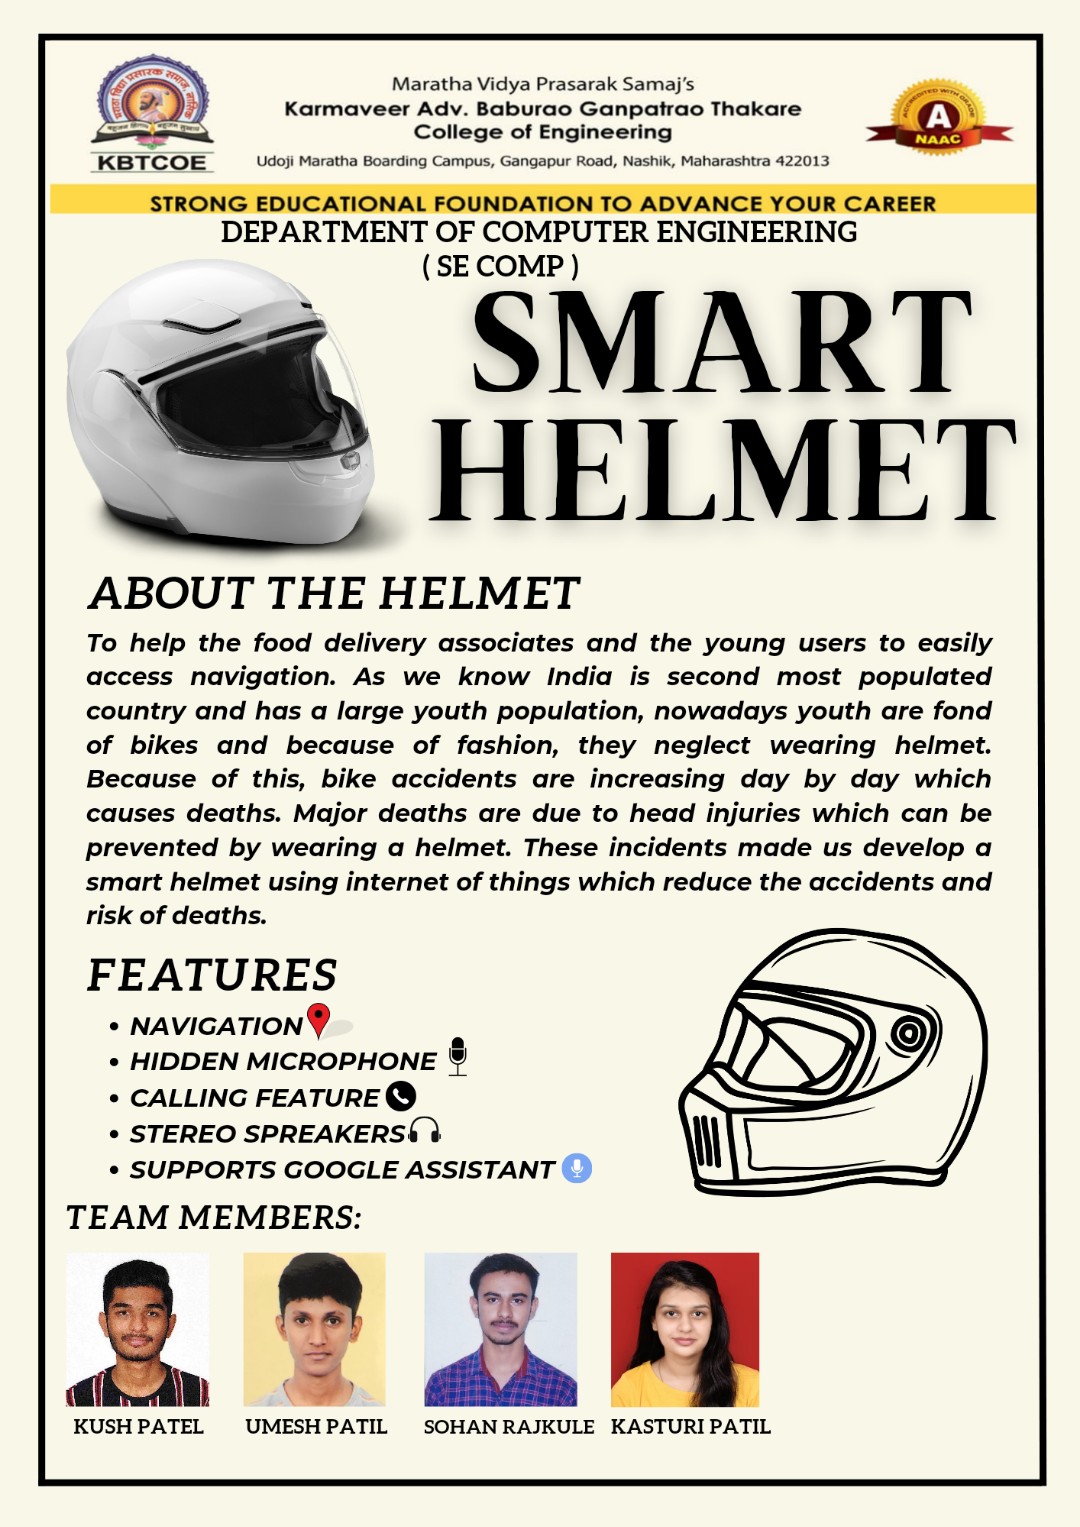 मराठा विद्या प्रसारक समाज, नाशिक
KBTCOE
Maratha Vidya Prasarak Samaj’s
Karmaveer Adv. Baburao Ganpatrao Thakare
College of Engineering
Udoji Maratha Boarding Campus, Gangapur Road, Nashik, Maharashtra 422013
ACCREDITED WITH GRADE
A
NAAC
STRONG EDUCATIONAL FOUNDATION TO ADVANCE YOUR CAREER
DEPARTMENT OF COMPUTER ENGINEERING
( SE COMP )
SMART
HELMET
ABOUT THE HELMET
To help the food delivery associates and the young users to easily
access navigation. As we know India is second most populated
country and has a large youth population, nowadays youth are fond
of bikes and because of fashion, they neglect wearing helmet.
Because of this, bike accidents are increasing day by day which
causes deaths. Major deaths are due to head injuries which can be
prevented by wearing a helmet. These incidents made us develop a
smart helmet using internet of things which reduce the accidents and
risk of deaths.
FEATURES
• NAVIGATION
• HIDDEN MICROPHONE
• CALLING FEATURE
• STEREO SPREAKERS
• SUPPORTS GOOGLE ASSISTANT
TEAM MEMBERS:
KUSH PATEL
UMESH PATIL
SOHAN RAJKULE
KASTURI PATIL